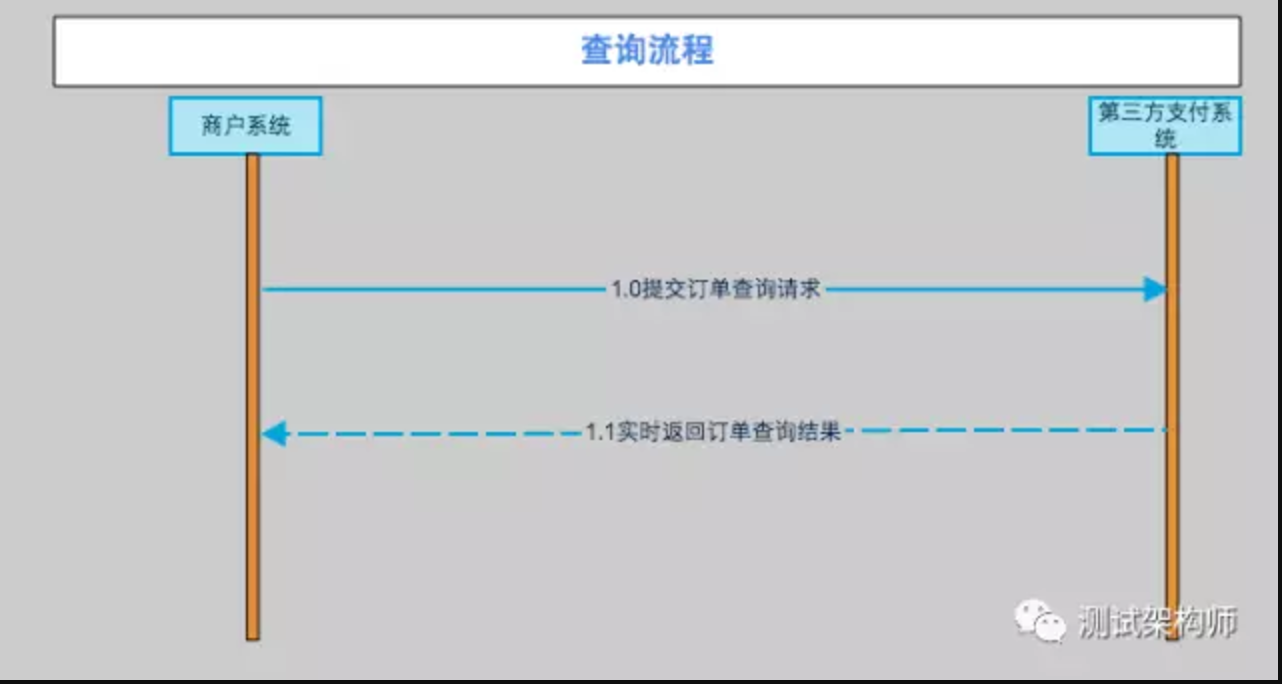 查询流程
商户系统
第三方支付系
统
1.0提交订单查询请求
1.1实时返回订单查询结果
测试架构师